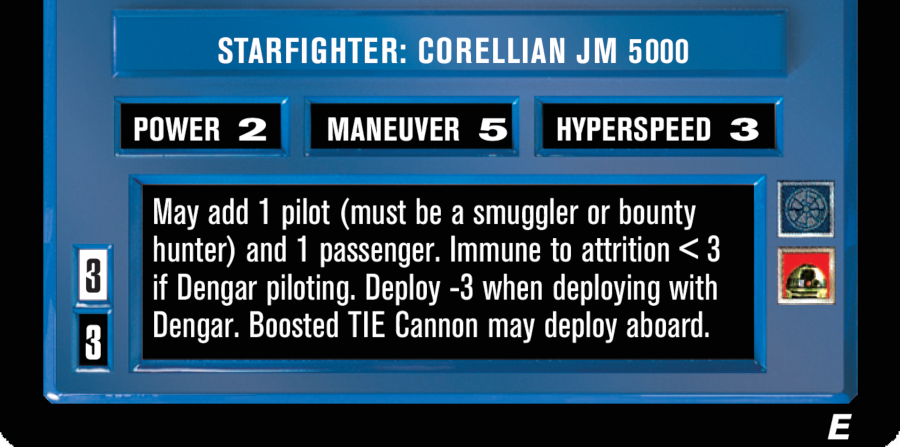 STARFIGHTER: CORELLIAN JM 5000
POWER 2 MANEUVER 5 HYPERSPEED 3
May add 1 pilot (must be a smuggler or bounty
hunter) and 1 passenger. Immune to attrition < 3
if Dengar piloting. Deploy -3 when deploying with
Dengar. Boosted TIE Cannon may deploy aboard.
3
3
E